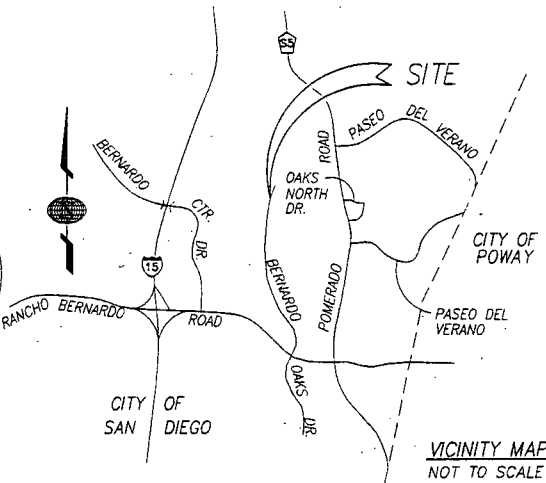 S5
SITE
BERNARDO
CTR.
DR
15
RANCHO BERNARDO ROAD
CITY OF
SAN DIEGO
OAKS
NORTH
DR.
ROAD
POMERADO
PASEO DEL VERANO
BERNARDO
OAKS
DR.
CITY OF
POWAY
PASEO DEL
VERANO
VICINITY MAP
NOT TO SCALE